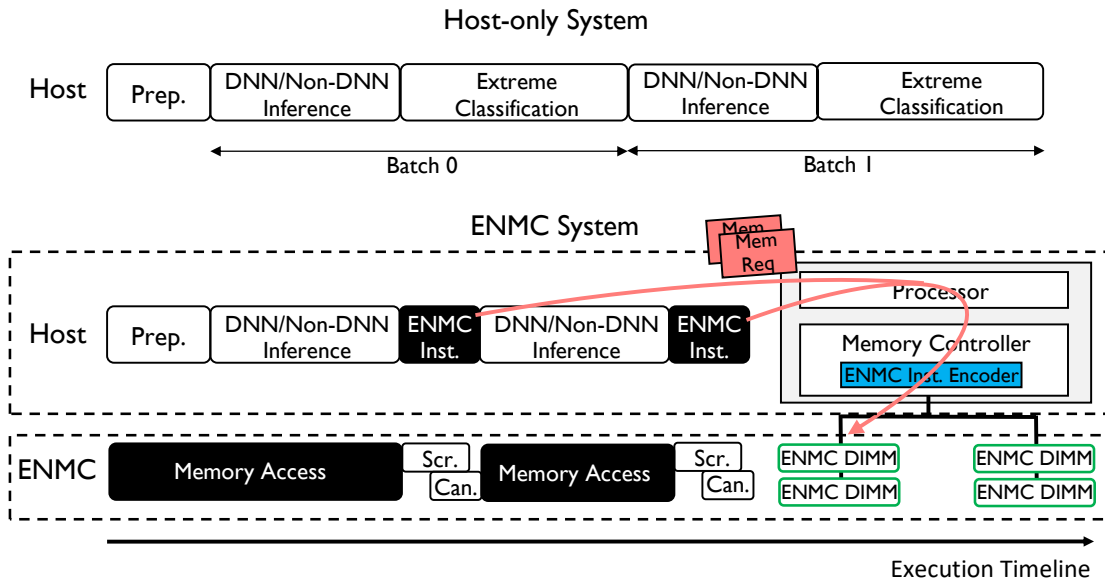 Host-only System
Host
Prep.
DNN/Non-DNN
Inference
Extreme
Classification
DNN/Non-DNN
Inference
Extreme
Classification
Batch 0
Batch 1
ENMC System
Mem
Mem
Req
Host
Prep.
DNN/Non-DNN
Inference
ENMC
Inst.
DNN/Non-DNN
Inference
ENMC
Inst.
Processor
Memory Controller
ENMC Inst. Encoder
ENMC
Memory Access
Scr.
Can.
Memory Access
Scr.
Can.
ENMC DIMM
ENMC DIMM
ENMC DIMM
ENMC DIMM
Execution Timeline